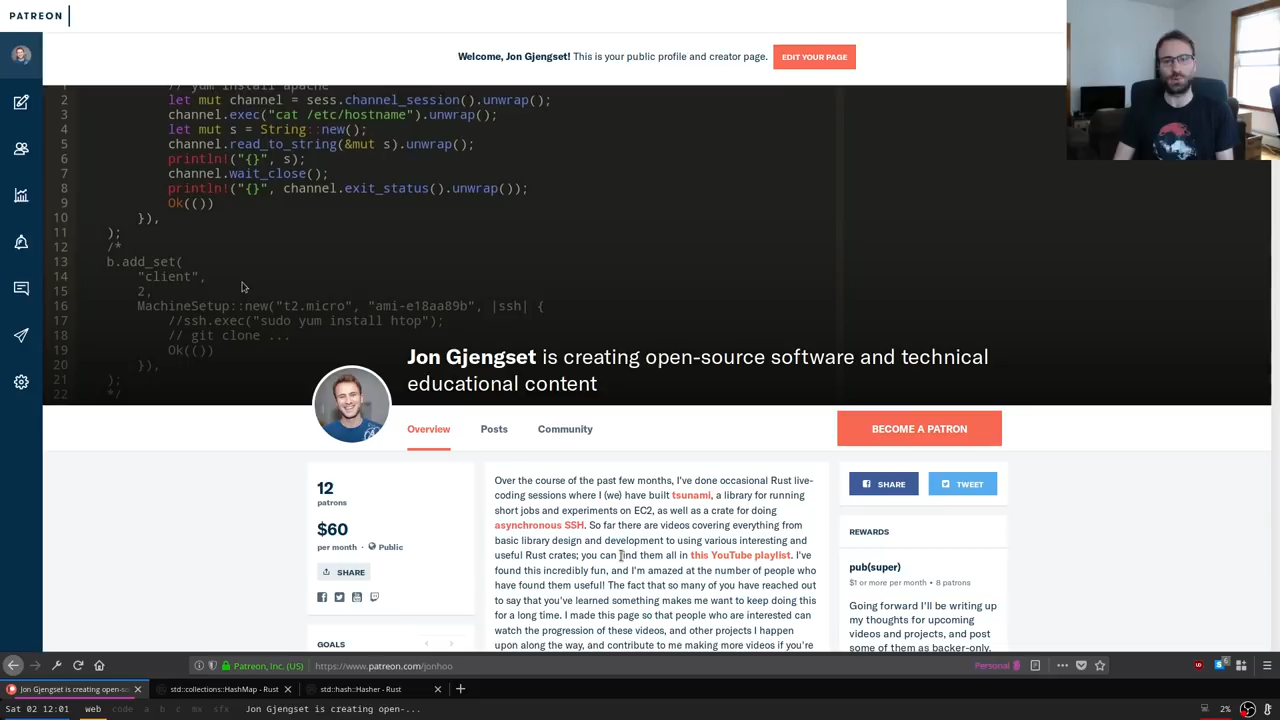 PATREON
Welcome, Jon Gjengset! This is your public profile and creator page.
EDIT YOUR PAGE
// yum install apache
2 let mut channel = sess.channel_session().unwrap();
3 channel.exec("cat /etc/hostname").unwrap();
4 let mut s = String::new();
5 channel.read_to_string(&mut s).unwrap();
6 println!("{}", s);
7 channel.wait_close();
8 println!("{}", channel.exit_status().unwrap());
9 Ok(())
10 }),
11 );
12 /*
13 b.add_set(
14 "client",
15 2,
16 MachineSetup::new("t2.micro", "ami-e18aa89b", |ssh| {
17 //ssh.exec("sudo yum install htop");
18 // git clone ...
19 Ok(())
20 }),
21 );
22 */
Jon Gjengset is creating open-source software and technical
educational content
Overview
Posts
Community
BECOME A PATRON
12
patrons
$60
per month • Public
SHARE
GOALS
Over the course of the past few months, I've done occasional Rust live-
coding sessions where I (we) have built tsunami, a library for running
short jobs and experiments on EC2, as well as a crate for doing
asynchronous SSH. So far there are videos covering everything from
basic library design and development to using various interesting and
useful Rust crates; you can find them all in this YouTube playlist. I've
found this incredibly fun, and I'm amazed at the number of people who
have found them useful! The fact that so many of you have reached out
to say that you've learned something makes me want to keep doing this
for a long time. I made this page so that people who are interested can
watch the progression of these videos, and other projects I happen
upon along the way, and contribute to me making more videos if you're
SHARE
TWEET
REWARDS
pub(super)
$1 or more per month • 8 patrons
Going forward I'll be writing up
my thoughts for upcoming
videos and projects, and post
some of them as backer-only.
Patreon, Inc. (US)
https://www.patreon.com/jonhoo
Personal
6
Jon Gjengset is creating open-so
std::collections::HashMap - Rust
std::hash::Hasher - Rust
Sat 02 12:01 web code a b c mx sfx Jon Gjengset is creating open-...
2%